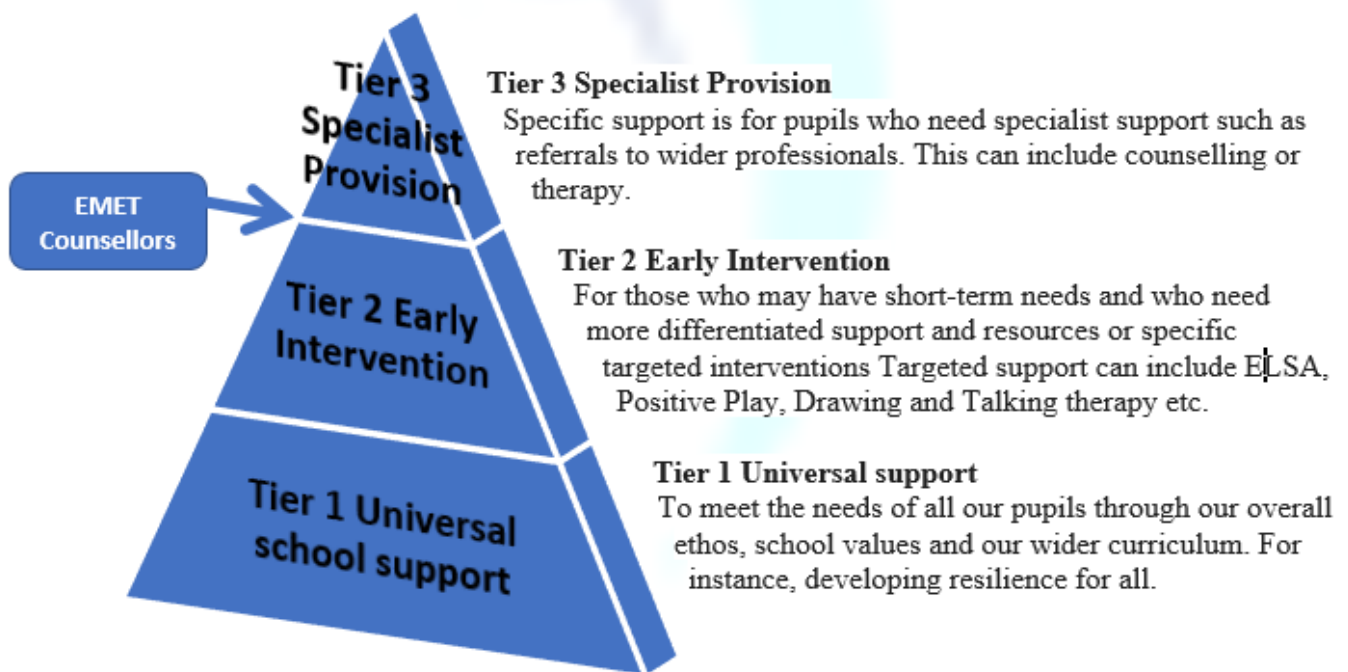 Tier 3
Specialist
Provision
EMET
Counsellors
Tier 2 Early
Intervention
Tier 1 Universal
school support
Tier 3 Specialist Provision
Specific support is for pupils who need specialist support such as
referrals to wider professionals. This can include counselling or
therapy.
Tier 2 Early Intervention
For those who may have short-term needs and who need
more differentiated support and resources or specific
targeted interventions Targeted support can include ELSA,
Positive Play, Drawing and Talking therapy etc.
Tier 1 Universal support
To meet the needs of all our pupils through our overall
ethos, school values and our wider curriculum. For
instance, developing resilience for all.